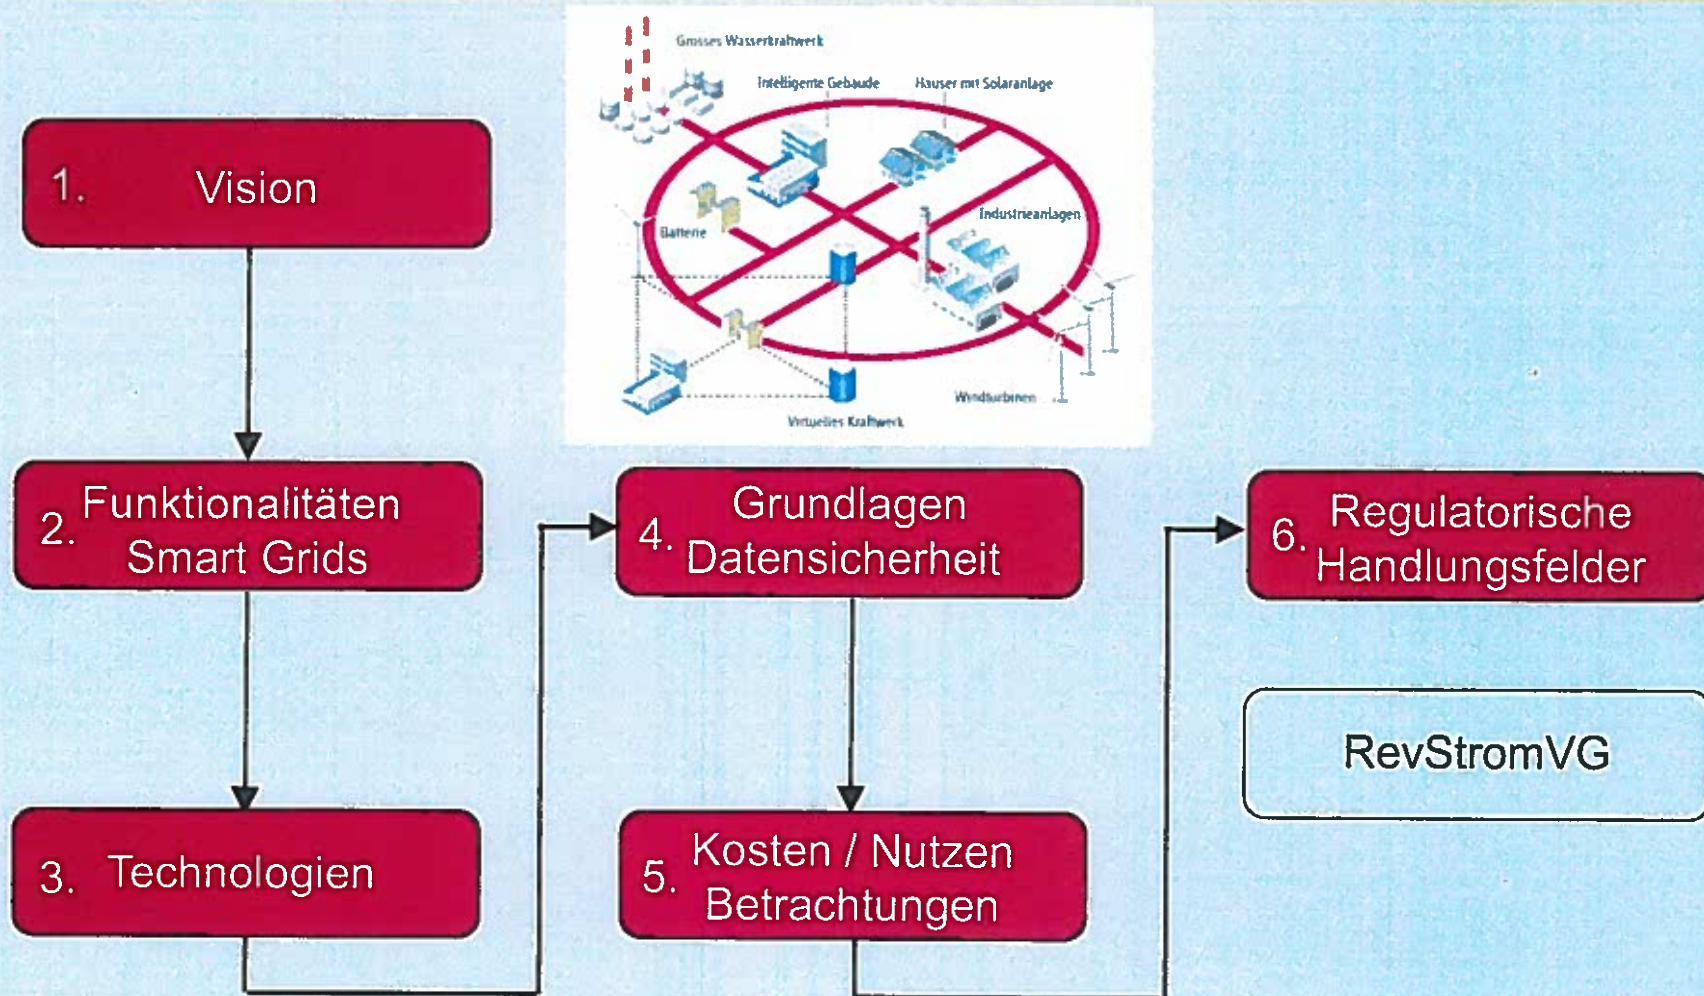 Grosses Wasserkraftwerk
Intelligente Gebäude
Häuser mit Solaranlage
Batterie
Industrieanlagen
Windturbinen
Virtuelles Kraftwerk
1. Vision
2. Funktionalitäten
Smart Grids
3. Technologien
4. Grundlagen
Datensicherheit
5. Kosten / Nutzen
Betrachtungen
6. Regulatorische
Handlungsfelder
RevStromVG